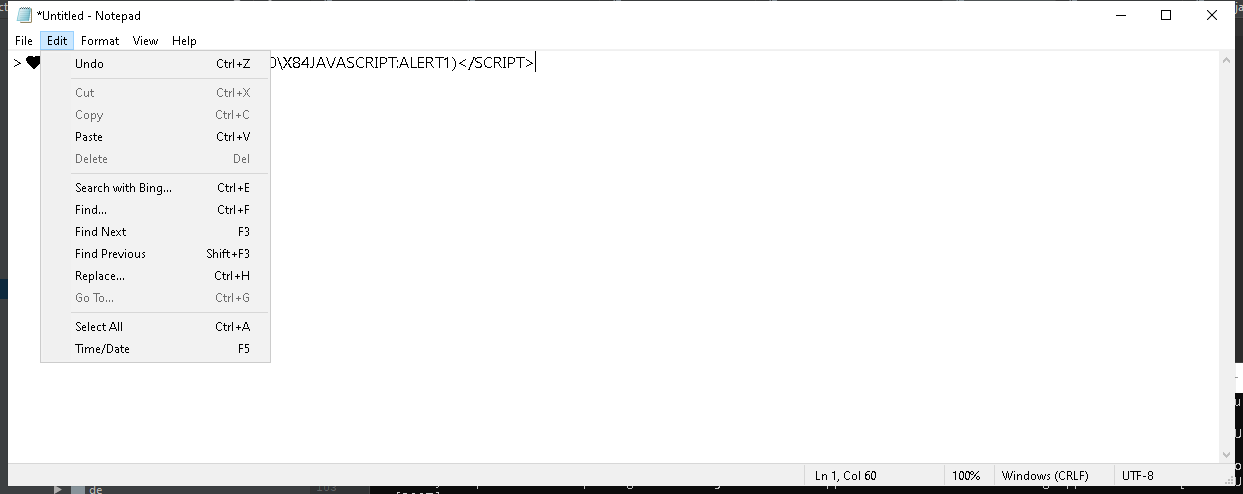 *Untitled - Notepad
File Edit Format View Help
> ♥ 0\X84JAVASCRIPT:ALERT1)</SCRIPT>
Undo Ctrl+Z
Cut Ctrl+X
Copy Ctrl+C
Paste Ctrl+V
Delete Del
Search with Bing... Ctrl+E
Find... Ctrl+F
Find Next F3
Find Previous Shift+F3
Replace... Ctrl+H
Go To... Ctrl+G
Select All Ctrl+A
Time/Date F5
Ln 1, Col 60 100% Windows (CRLF) UTF-8
de 103